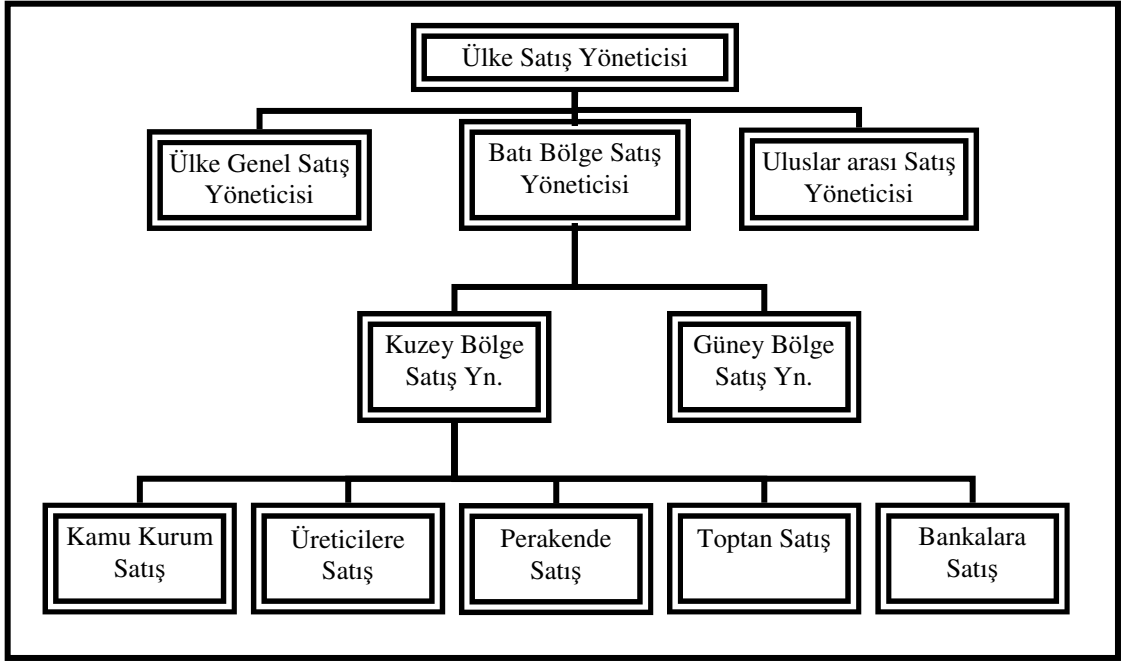 Ülke Satış Yöneticisi
Ülke Genel Satış
Yöneticisi
Batı Bölge Satış
Yöneticisi
Uluslar arası Satış
Yöneticisi
Kuzey Bölge
Satış Yn.
Güney Bölge
Satış Yn.
Kamu Kurum
Satış
Üreticilere
Satış
Perakende
Satış
Toptan Satış
Bankalara
Satış